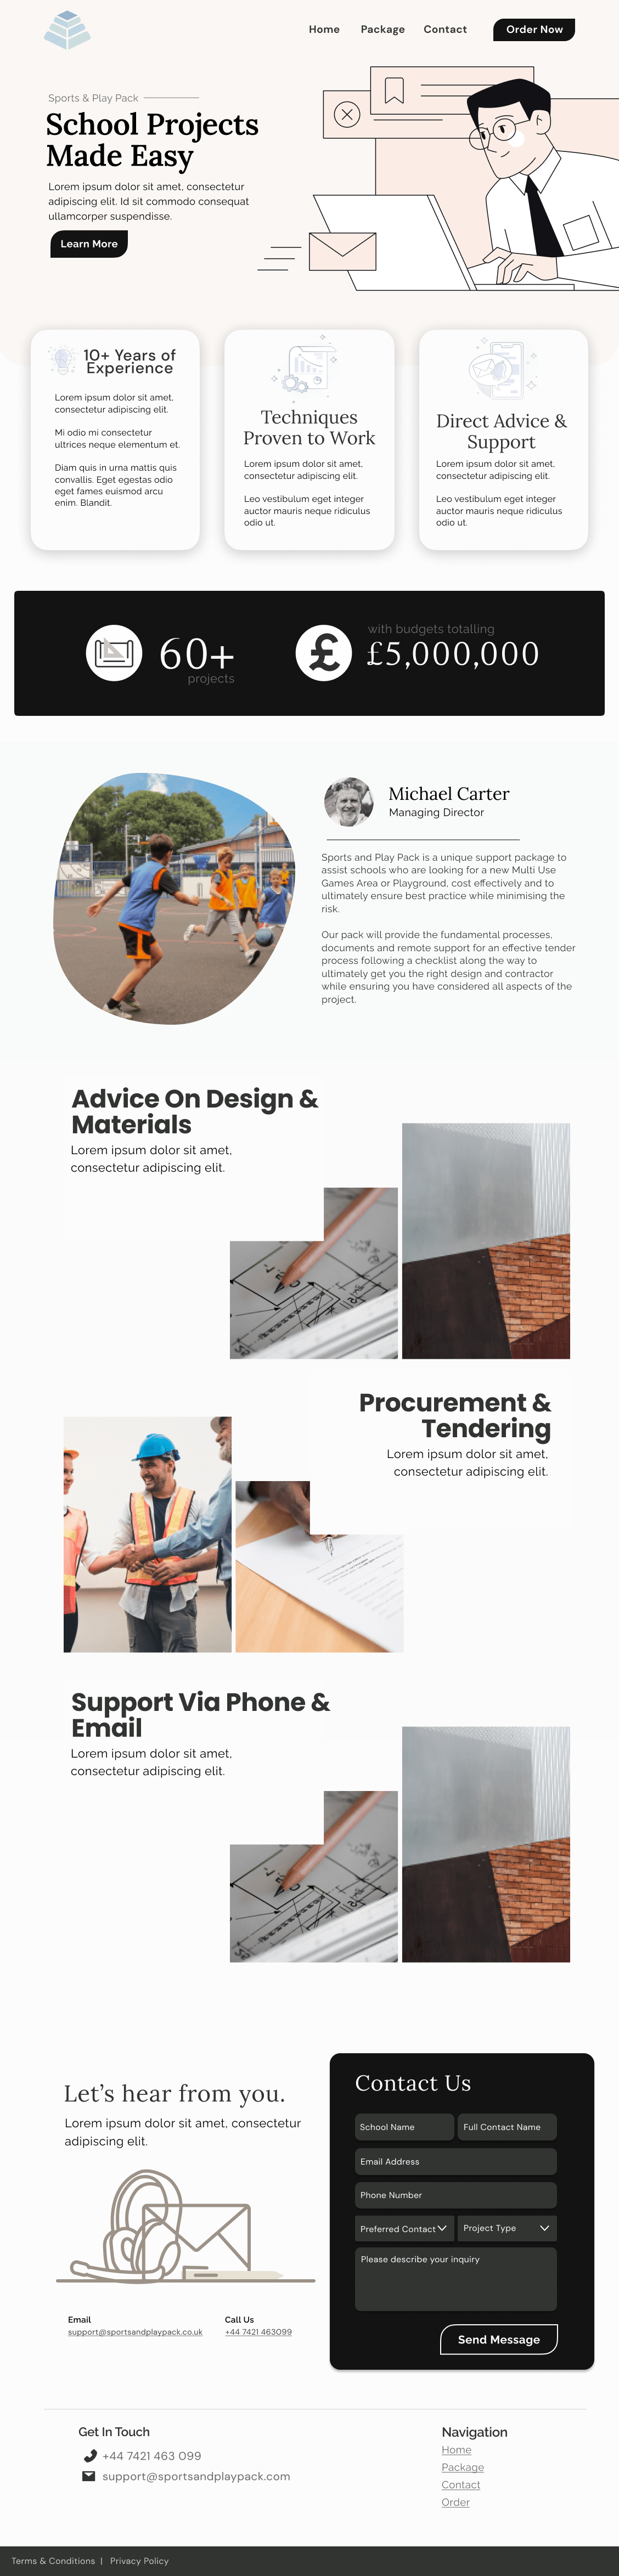 Home Package Contact Order Now
Sports & Play Pack
School Projects
Made Easy
Lorem ipsum dolor sit amet, consectetur
adipiscing elit. Id sit commodo consequat
ullamcorper suspendisse.
Learn More
10+ Years of
Experience
Lorem ipsum dolor sit amet,
consectetur adipiscing elit.
Mi odio mi consectetur
ultrices neque elementum et.
Diam quis in urna mattis quis
convallis. Eget egestas odio
eget fames euismod arcu
enim. Blandit.
Techniques
Proven to Work
Lorem ipsum dolor sit amet,
consectetur adipiscing elit.
Leo vestibulum eget integer
auctor mauris neque ridiculus
odio ut.
Direct Advice &
Support
Lorem ipsum dolor sit amet,
consectetur adipiscing elit.
Leo vestibulum eget integer
auctor mauris neque ridiculus
odio ut.
60+
projects
£
with budgets totalling
£5,000,000
Michael Carter
Managing Director
Sports and Play Pack is a unique support package to
assist schools who are looking for a new Multi Use
Games Area or Playground, cost effectively and to
ultimately ensure best practice while minimising the
risk.
Our pack will provide the fundamental processes,
documents and remote support for an effective tender
process following a checklist along the way to
ultimately get you the right design and contractor
while ensuring you have considered all aspects of the
project.
Advice On Design &
Materials
Lorem ipsum dolor sit amet,
consectetur adipiscing elit.
Procurement &
Tendering
Lorem ipsum dolor sit amet,
consectetur adipiscing elit.
Support Via Phone &
Email
Lorem ipsum dolor sit amet,
consectetur adipiscing elit.
Let's hear from you.
Lorem ipsum dolor sit amet, consectetur
adipiscing elit.
Email
support@sportsandplaypack.co.uk
Call Us
+44 7421 463099
Contact Us
School Name
Full Contact Name
Email Address
Phone Number
Preferred Contact
Project Type
Please describe your inquiry
Send Message
Get In Touch
+44 7421 463 099
support@sportsandplaypack.com
Navigation
Home
Package
Contact
Order
Terms & Conditions | Privacy Policy